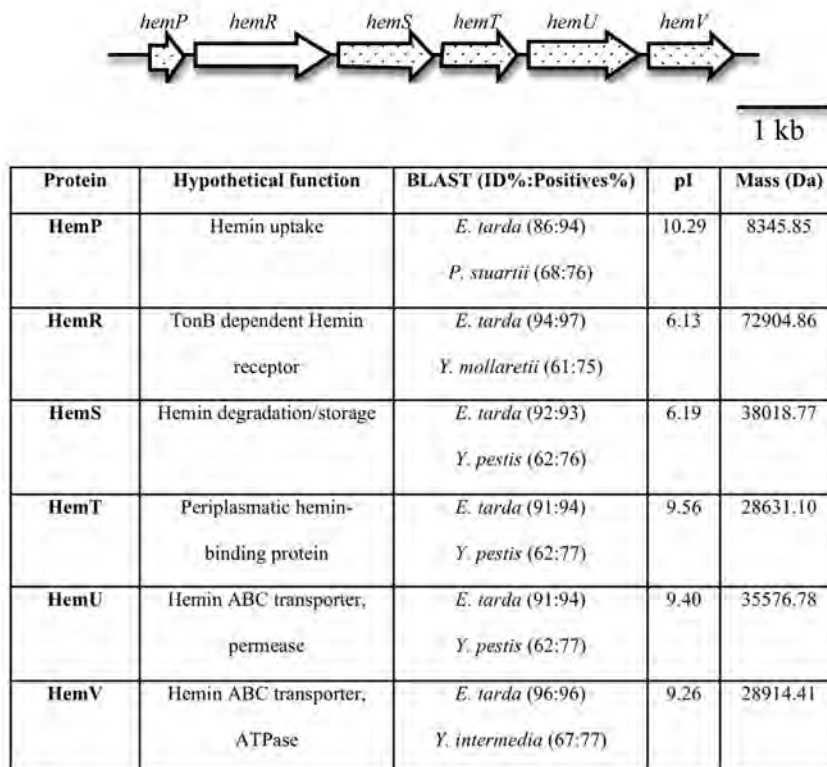 hemP hemR hemS hemT hemU hemV
1 kb
Protein Hypothetical function BLAST (ID%:Positives%) pI Mass (Da)
HemP Hemin uptake E. tarda (86:94) 10.29 8345.85
P. stuartii (68:76)
HemR TonB dependent Hemin E. tarda (94:97) 6.13 72904.86
receptor Y. mollaretii (61:75)
HemS Hemin degradation/storage E. tarda (92:93) 6.19 38018.77
Y. pestis (62:76)
HemT Periplasmatic hemin- E. tarda (91:94) 9.56 28631.10
binding protein Y. pestis (62:77)
HemU Hemin ABC transporter, E. tarda (91:94) 9.40 35576.78
permease Y. pestis (62:77)
HemV Hemin ABC transporter, E. tarda (96:96) 9.26 28914.41
ATPase Y. intermedia (67:77)